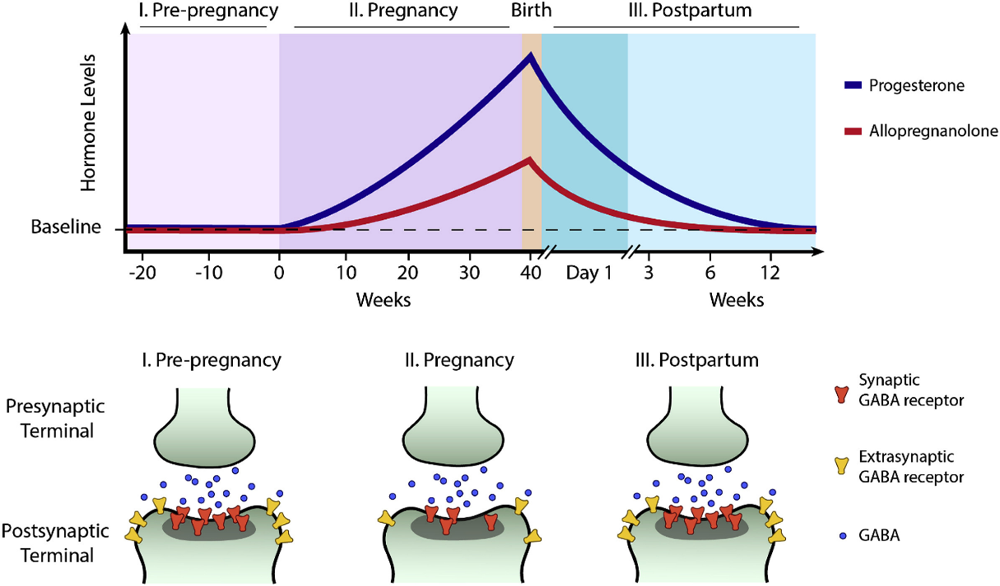 I. Pre-pregnancy
II. Pregnancy
Birth
III. Postpartum
Hormone Levels
Baseline
Progesterone
Allopregnanolone
-20
-10
0
10
20
30
40
Day 1
3
6
12
Weeks
Weeks
I. Pre-pregnancy
II. Pregnancy
III. Postpartum
Presynaptic
Terminal
Postsynaptic
Terminal
Synaptic
GABA receptor
Extrasynaptic
GABA receptor
GABA